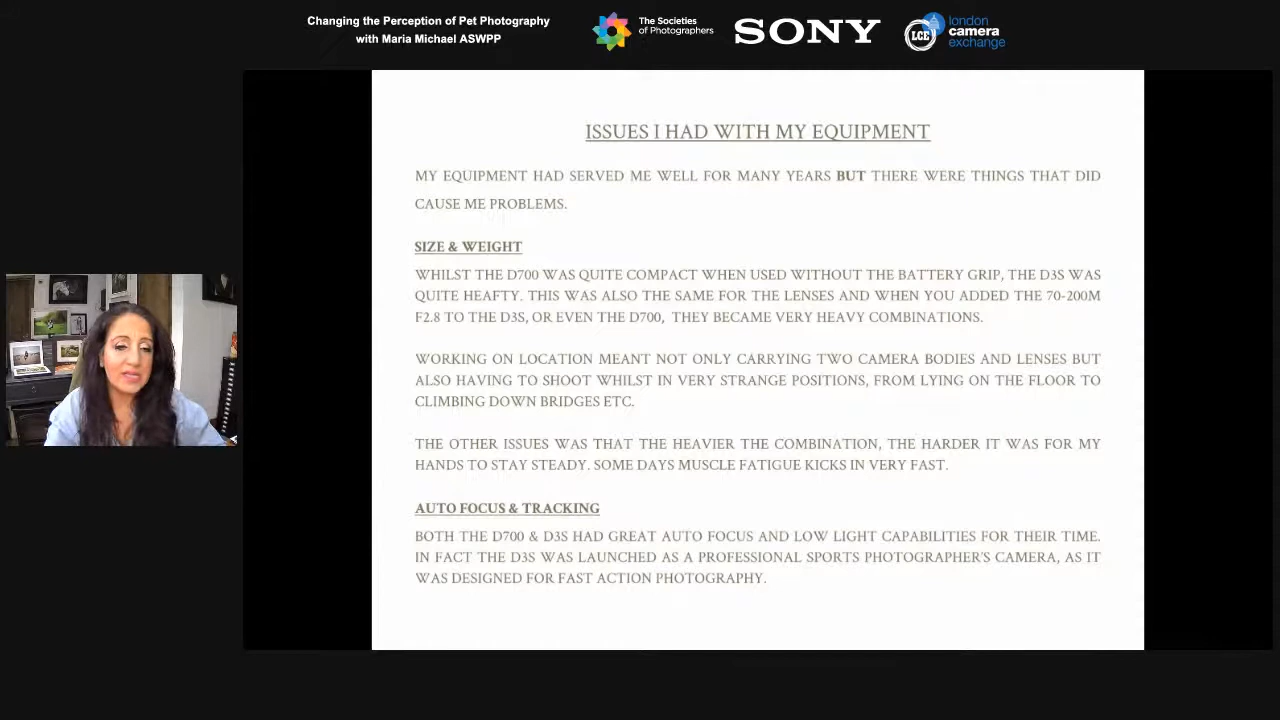 Changing the Perception of Pet Photography
with Maria Michael ASWPP
The Societies
of Photographers
SONY
LCE
london
camera
exchange
ISSUES I HAD WITH MY EQUIPMENT
MY EQUIPMENT HAD SERVED ME WELL FOR MANY YEARS BUT THERE WERE THINGS THAT DID
CAUSE ME PROBLEMS.
SIZE & WEIGHT
WHILST THE D700 WAS QUITE COMPACT WHEN USED WITHOUT THE BATTERY GRIP, THE D3S WAS
QUITE HEAFTY. THIS WAS ALSO THE SAME FOR THE LENSES AND WHEN YOU ADDED THE 70-200M
F2.8 TO THE D3S, OR EVEN THE D700, THEY BECAME VERY HEAVY COMBINATIONS.
WORKING ON LOCATION MEANT NOT ONLY CARRYING TWO CAMERA BODIES AND LENSES BUT
ALSO HAVING TO SHOOT WHILST IN VERY STRANGE POSITIONS, FROM LYING ON THE FLOOR TO
CLIMBING DOWN BRIDGES ETC.
THE OTHER ISSUES WAS THAT THE HEAVIER THE COMBINATION, THE HARDER IT WAS FOR MY
HANDS TO STAY STEADY. SOME DAYS MUSCLE FATIGUE KICKS IN VERY FAST.
AUTO FOCUS & TRACKING
BOTH THE D700 & D3S HAD GREAT AUTO FOCUS AND LOW LIGHT CAPABILITIES FOR THEIR TIME.
IN FACT THE D3S WAS LAUNCHED AS A PROFESSIONAL SPORTS PHOTOGRAPHER'S CAMERA, AS IT
WAS DESIGNED FOR FAST ACTION PHOTOGRAPHY.